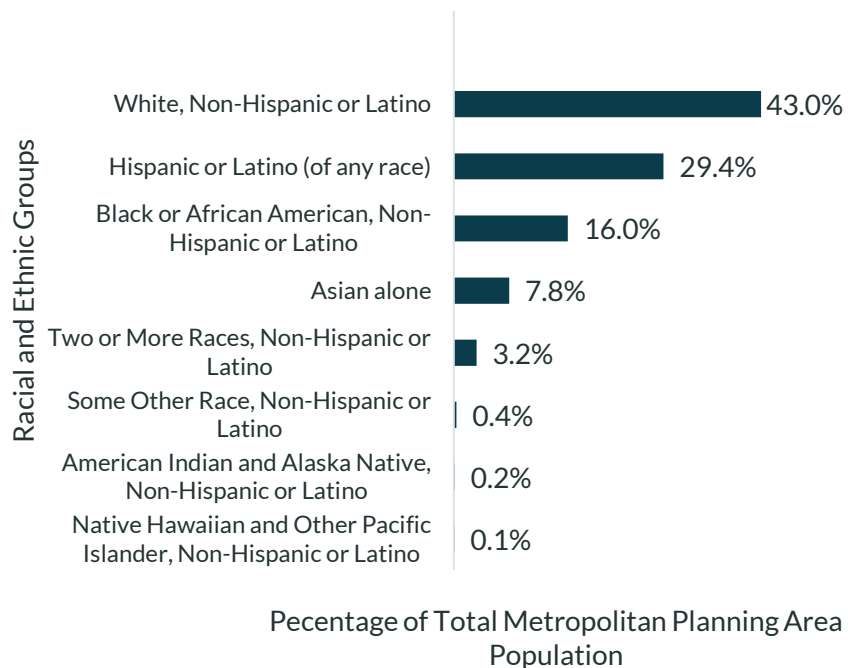 Racial and Ethnic Groups
White, Non-Hispanic or Latino
43.0%
Hispanic or Latino (of any race)
29.4%
Black or African American, Non-
Hispanic or Latino
16.0%
Asian alone
7.8%
Two or More Races, Non-Hispanic or
Latino
3.2%
Some Other Race, Non-Hispanic or
Latino
0.4%
American Indian and Alaska Native,
Non-Hispanic or Latino
0.2%
Native Hawaiian and Other Pacific
Islander, Non-Hispanic or Latino
0.1%
Pecentage of Total Metropolitan Planning Area
Population